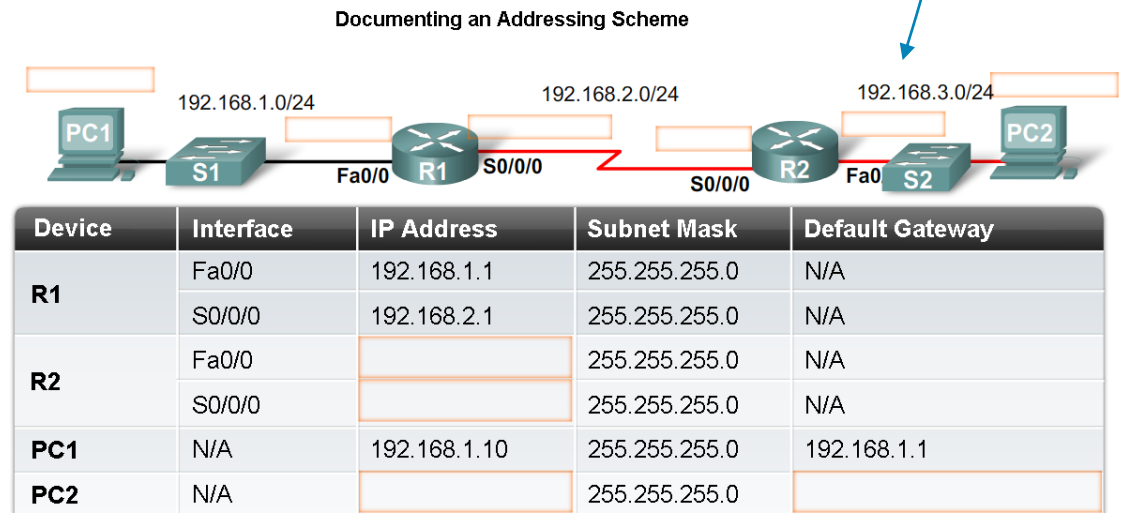 Documenting an Addressing Scheme
192.168.1.0/24
192.168.2.0/24
192.168.3.0/24
PC1
S1
Fa0/0
R1
S0/0/0
S0/0/0
R2
Fa0
S2
PC2
Device Interface IP Address Subnet Mask Default Gateway
R1
Fa0/0 192.168.1.1 255.255.255.0 N/A
S0/0/0 192.168.2.1 255.255.255.0 N/A
R2
Fa0/0 255.255.255.0 N/A
S0/0/0 255.255.255.0 N/A
PC1 N/A 192.168.1.10 255.255.255.0 192.168.1.1
PC2 N/A 255.255.255.0